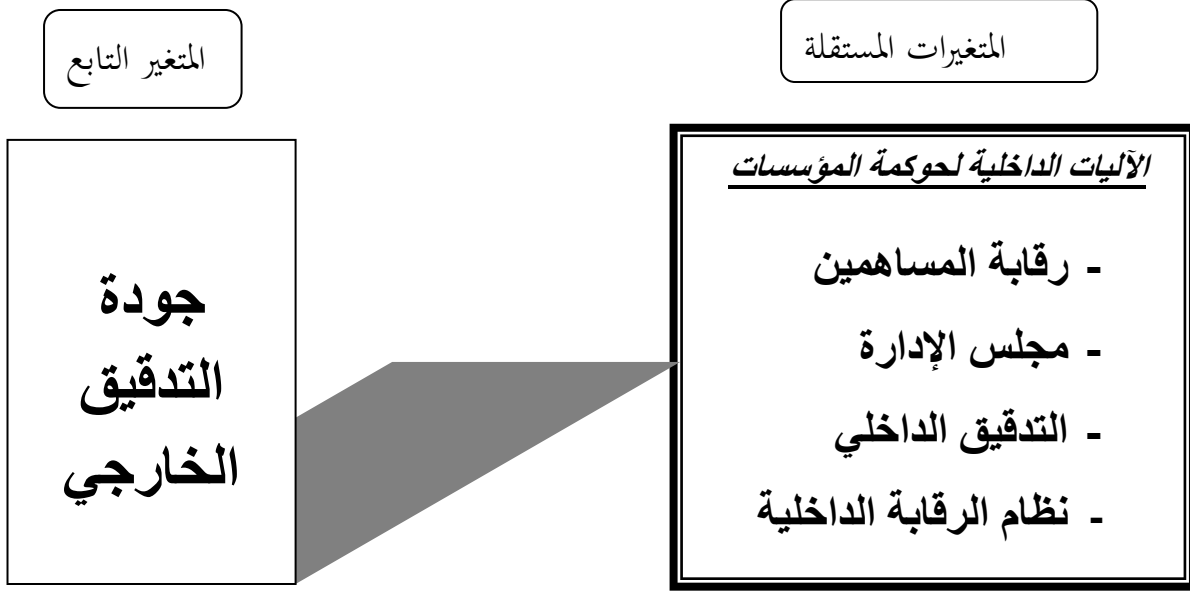 المتغيرات المستقلة
الآليات الداخلية لحوكمة المؤسسات
- رقابة المساهمين
- مجلس الإدارة
- التدقيق الداخلي
- نظام الرقابة الداخلية
المتغير التابع
جودة
التدقيق
الخارجي